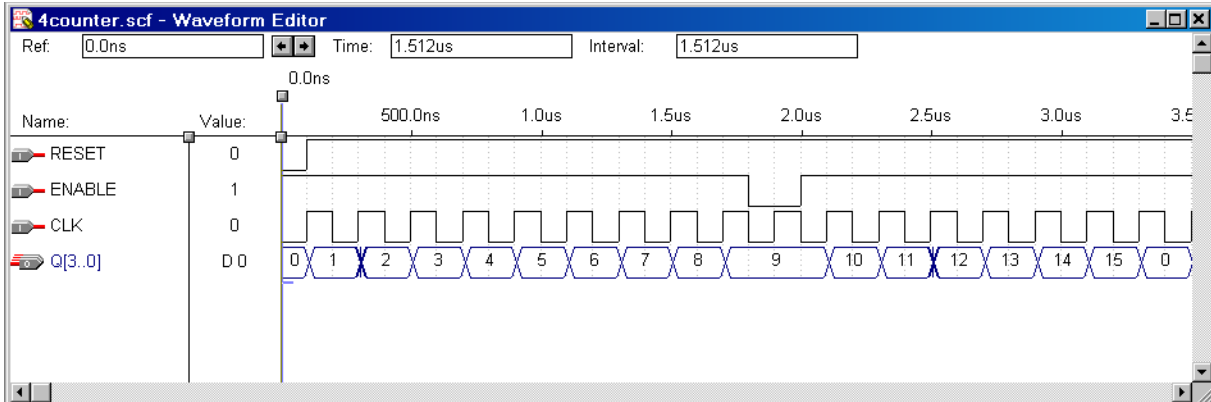 4counter.scf - Waveform Editor
Ref: 0.0ns Time: 1.512us Interval: 1.512us
0.0ns
Name: Value: 500.0ns 1.0us 1.5us 2.0us 2.5us 3.0us 3.5
RESET 0
ENABLE 1
CLK 0
Q[3..0] D 0 0 1 2 3 4 5 6 7 8 9 10 11 12 13 14 15 0